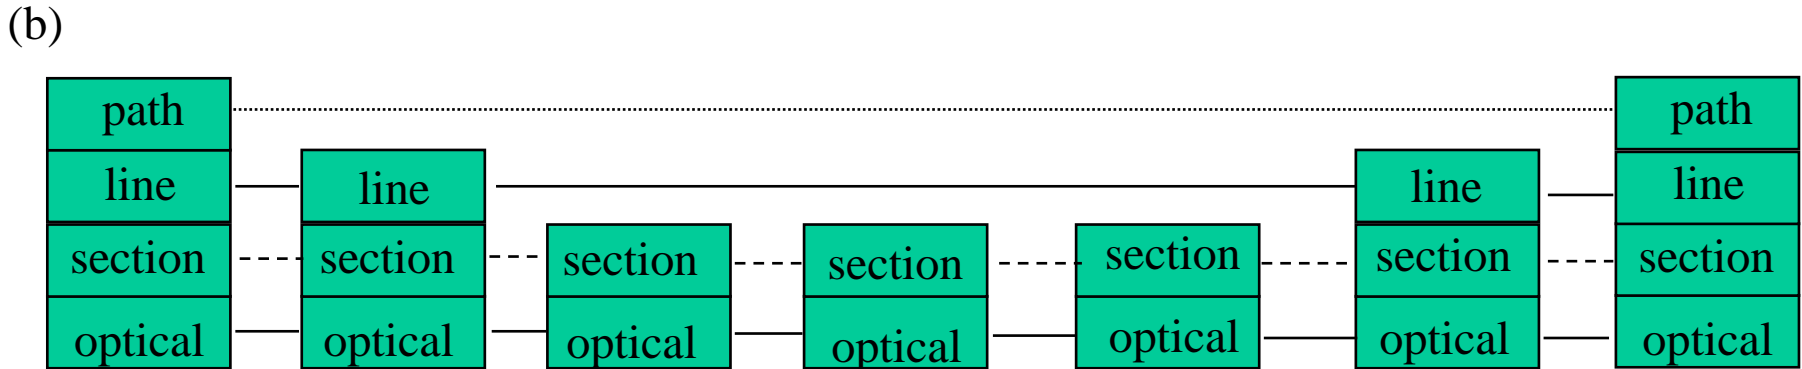 (b)
path path
line line line line
section section section section section section section
optical optical optical optical optical optical optical